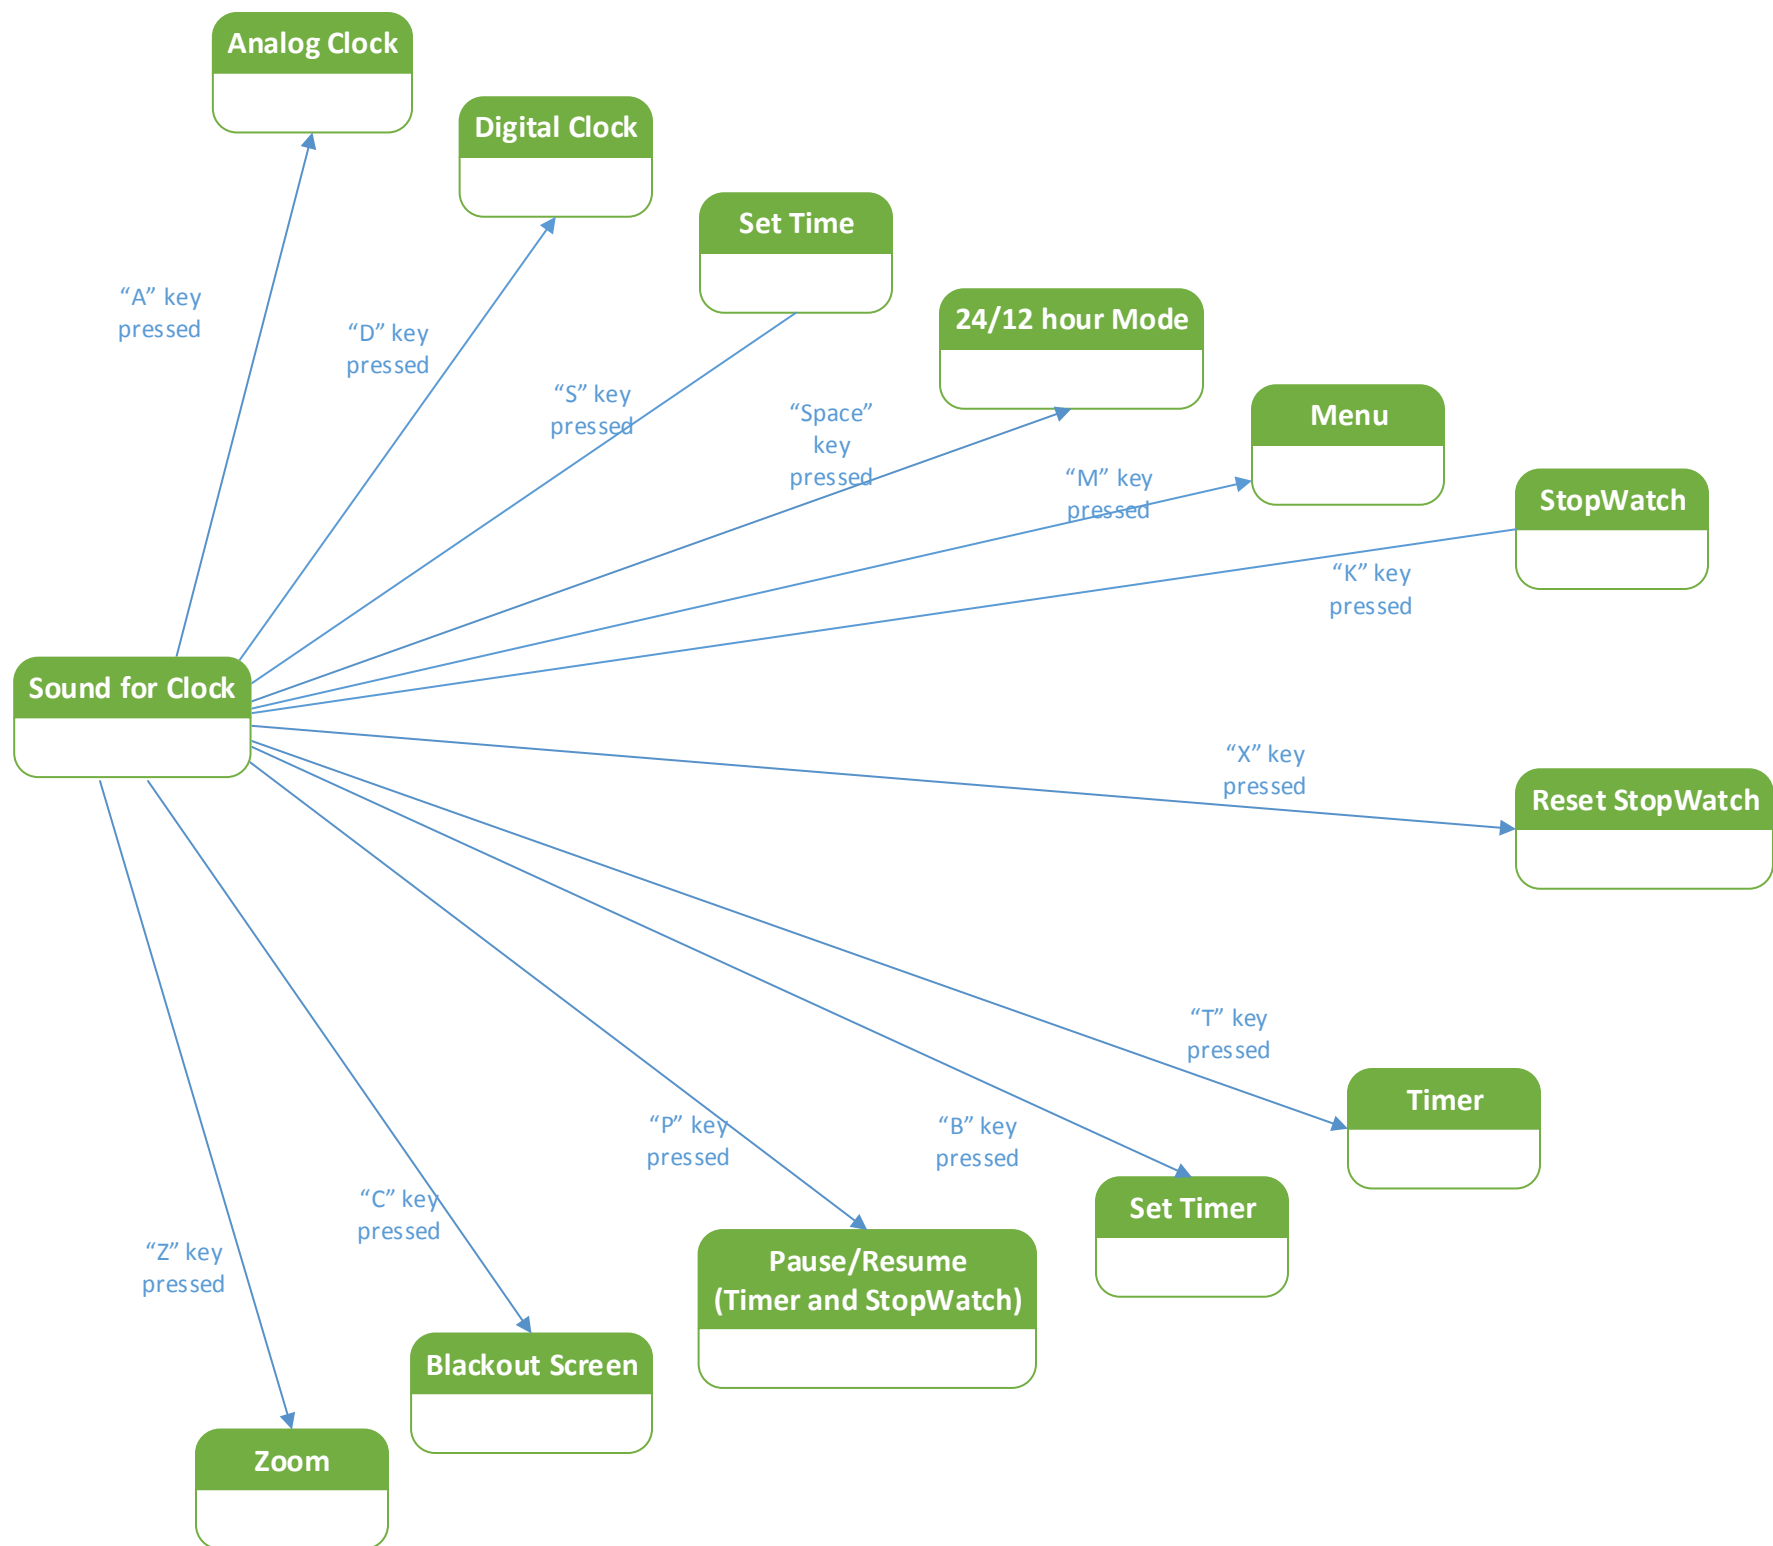 Analog Clock
Digital Clock
Set Time
“A” key
pressed
24/12 hour Mode
“D” key
pressed
“S” key
pressed
“Space”
key
pressed
Menu
“M” key
pressed
StopWatch
“K” key
pressed
Sound for Clock
“X” key
pressed
Reset StopWatch
“T” key
pressed
Timer
“P” key
pressed
“B” key
pressed
Set Timer
“C” key
pressed
“Z” key
pressed
Pause/Resume
(Timer and StopWatch)
Blackout Screen
Zoom